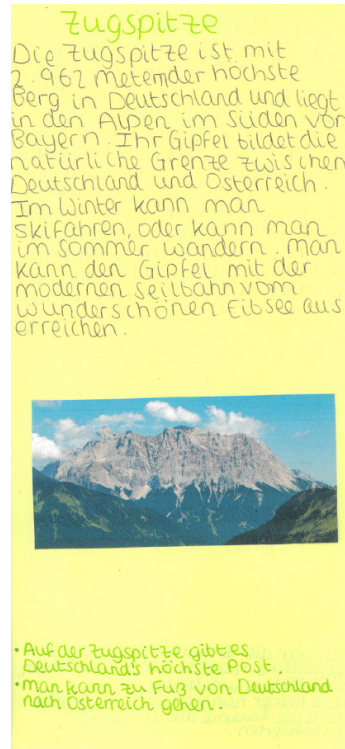 Zugspitze
Die Zugspitze ist mit
2.962 Metern der höchste
Berg in Deutschland und liegt
in den Alpen im Süden von
Bayern. Ihr Gipfel bildet die
natürliche Grenze zwischen
Deutschland und Österreich.
Im Winter kann man
skifahren, oder kann man
im Sommer wandern. Man
kann den Gipfel mit der
modernen Seilbahn vom
wunderschönen Eibsee aus
erreichen.
• Auf der Zugspitze gibt es
Deutschland's höchste Post.
• Man kann zu Fuß von Deutschland
nach Österreich gehen.